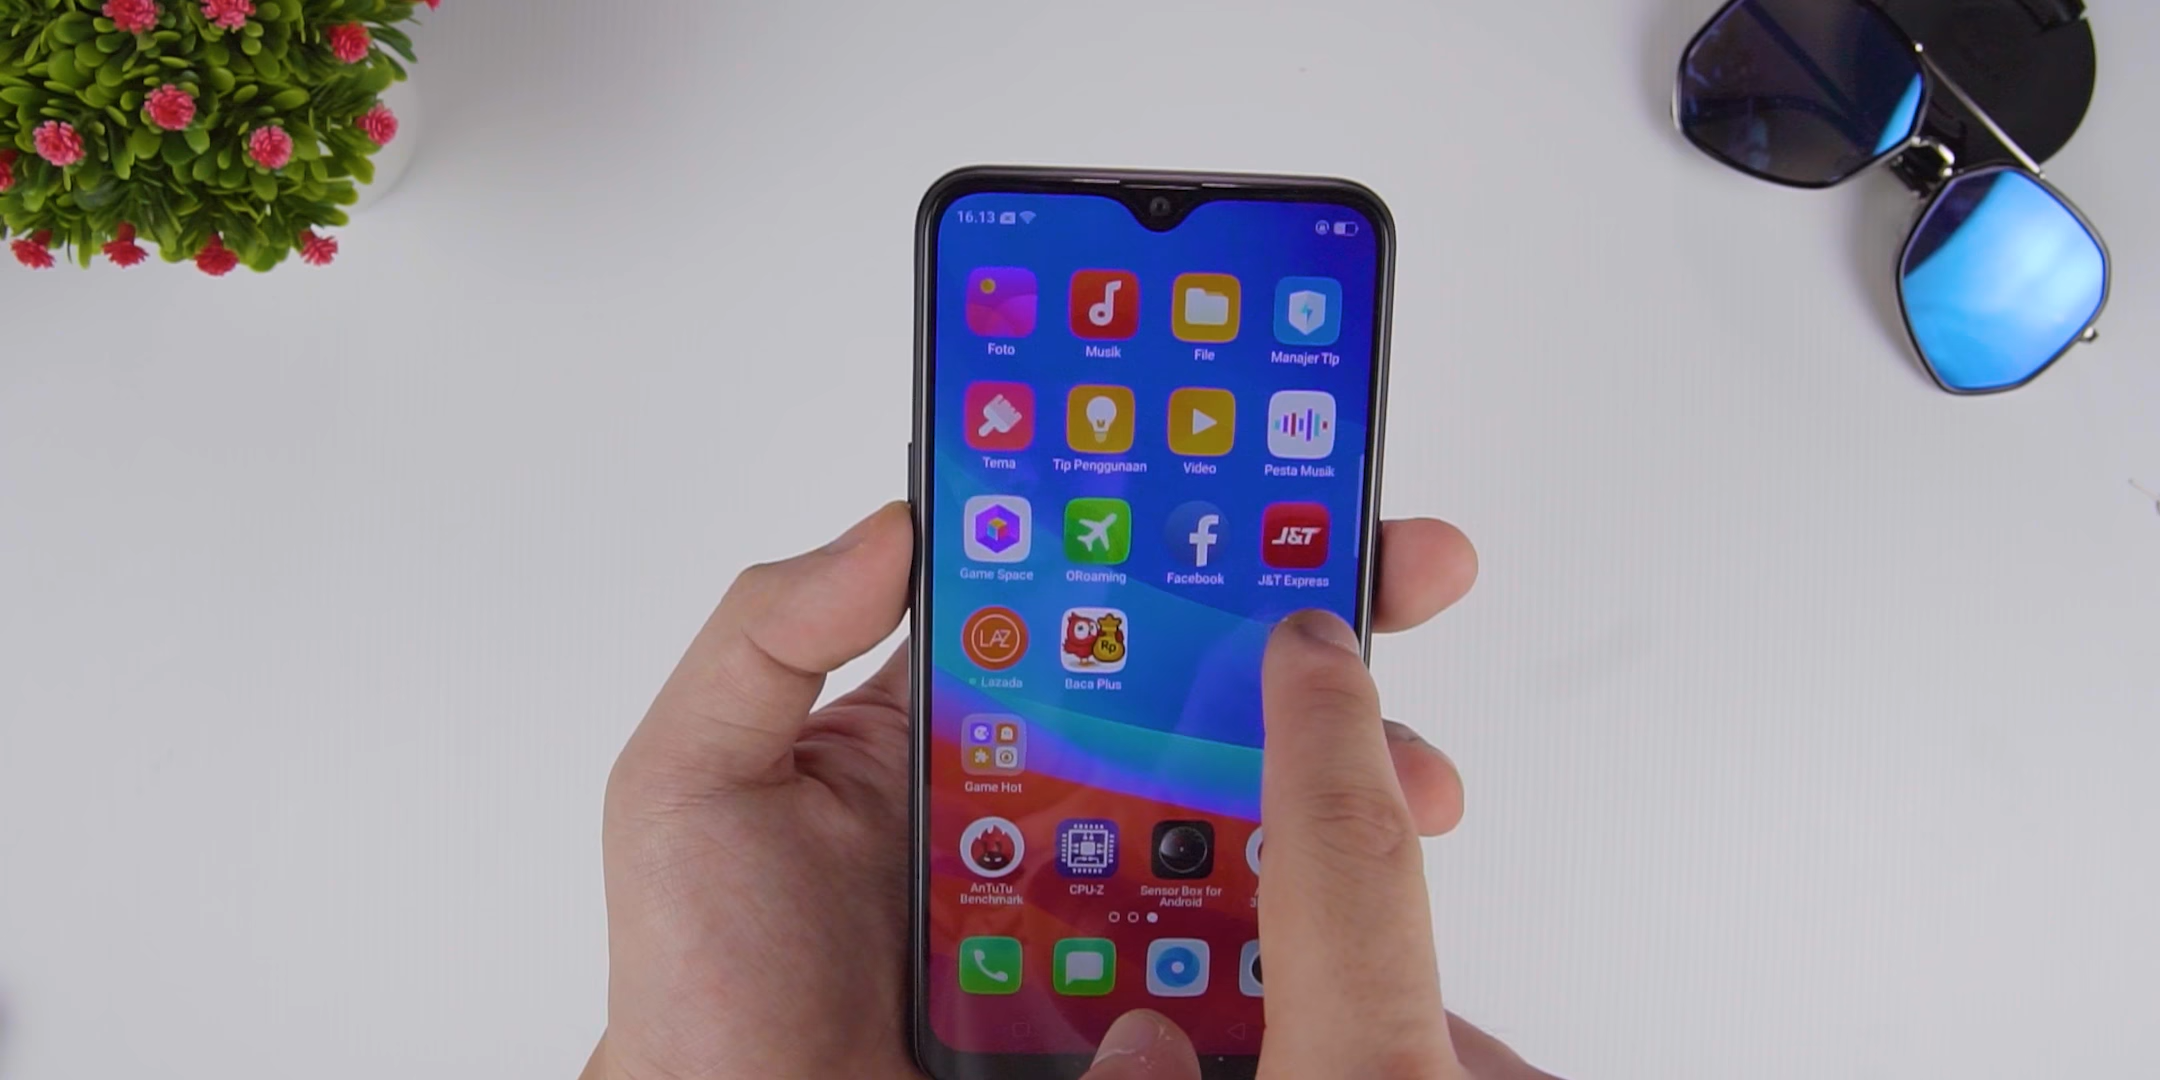 16.13
Foto Musik File Manajer Tlp
Tema Tip Penggunaan Video Pesta Musik
J&T
Game Space ORoaming Facebook J&T Express
LAZ Rp
Lazada Baca Plus
Game Hot
AnTuTu CPU-Z Sensor Box for
Benchmark Android